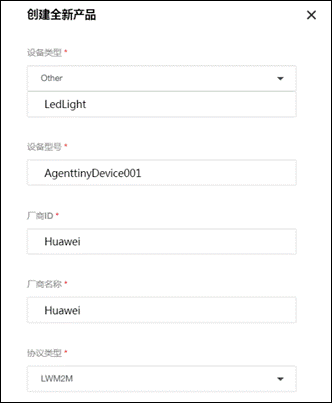 创建全新产品
设备类型 *
Other
LedLight
设备型号 *
AgenttinyDevice001
厂商ID *
Huawei
厂商名称 *
Huawei
协议类型 *
LWM2M